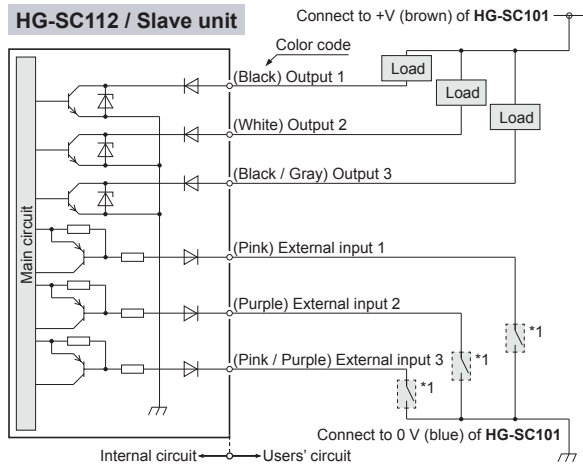 HG-SC112 / Slave unit
Connect to +V (brown) of HG-SC101
Color code
(Black) Output 1
Load
(White) Output 2
Load
(Black / Gray) Output 3
Load
Main circuit
(Pink) External input 1
(Purple) External input 2
*1
(Pink / Purple) External input 3
*1
*1
Connect to 0 V (blue) of HG-SC101
Internal circuit
Users' circuit